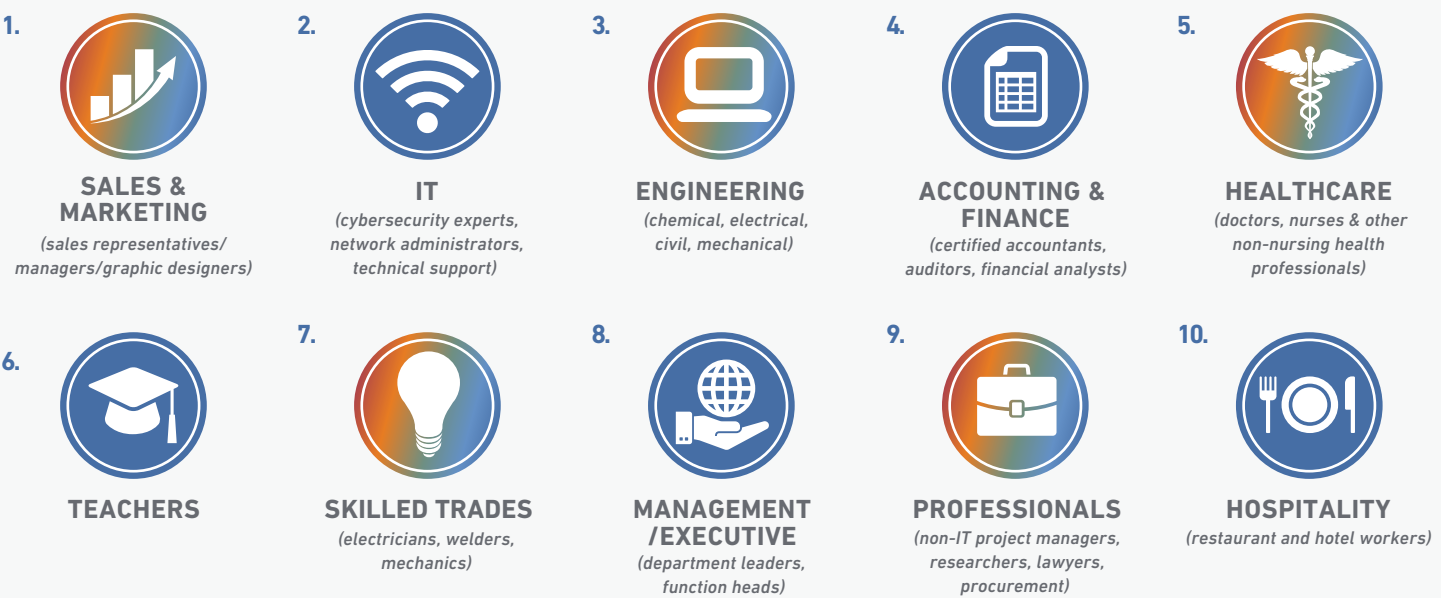 1.
SALES &
MARKETING
(sales representatives/
managers/graphic designers)
2.
IT
(cybersecurity experts,
network administrators,
technical support)
3.
ENGINEERING
(chemical, electrical,
civil, mechanical)
4.
ACCOUNTING &
FINANCE
(certified accountants,
auditors, financial analysts)
5.
HEALTHCARE
(doctors, nurses & other
non-nursing health
professionals)
6.
TEACHERS
7.
SKILLED TRADES
(electricians, welders,
mechanics)
8.
MANAGEMENT
/EXECUTIVE
(department leaders,
function heads)
9.
PROFESSIONALS
(non-IT project managers,
researchers, lawyers,
procurement)
10.
HOSPITALITY
(restaurant and hotel workers)